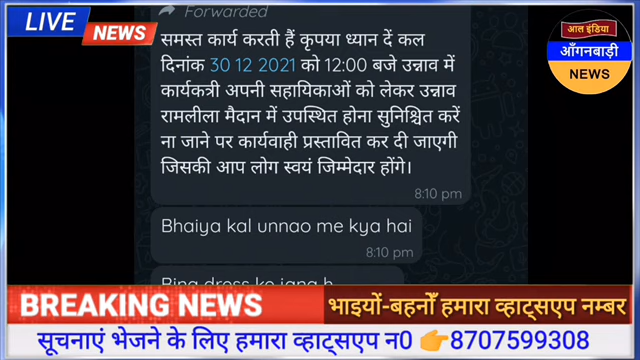 LIVE NEWS
Forwarded
आल इंडिया
आँगनबाड़ी
NEWS
समस्त कार्य करती हैं कृपया ध्यान दें कल
दिनांक 30 12 2021 को 12:00 बजे उन्नाव में
कार्यकत्री अपनी सहायिकाओं को लेकर उन्नाव
रामलीला मैदान में उपस्थित होना सुनिश्चित करें
ना जाने पर कार्यवाही प्रस्तावित कर दी जाएगी
जिसकी आप लोग स्वयं जिम्मेदार होंगे।
8:10 pm
Bhaiya kal unnao me kya hai
8:10 pm
BREAKING NEWS
भाइयों-बहनोँ हमारा व्हाट्सएप नम्बर
सूचनाएं भेजने के लिए हमारा व्हाट्सएप न0 👉8707599308